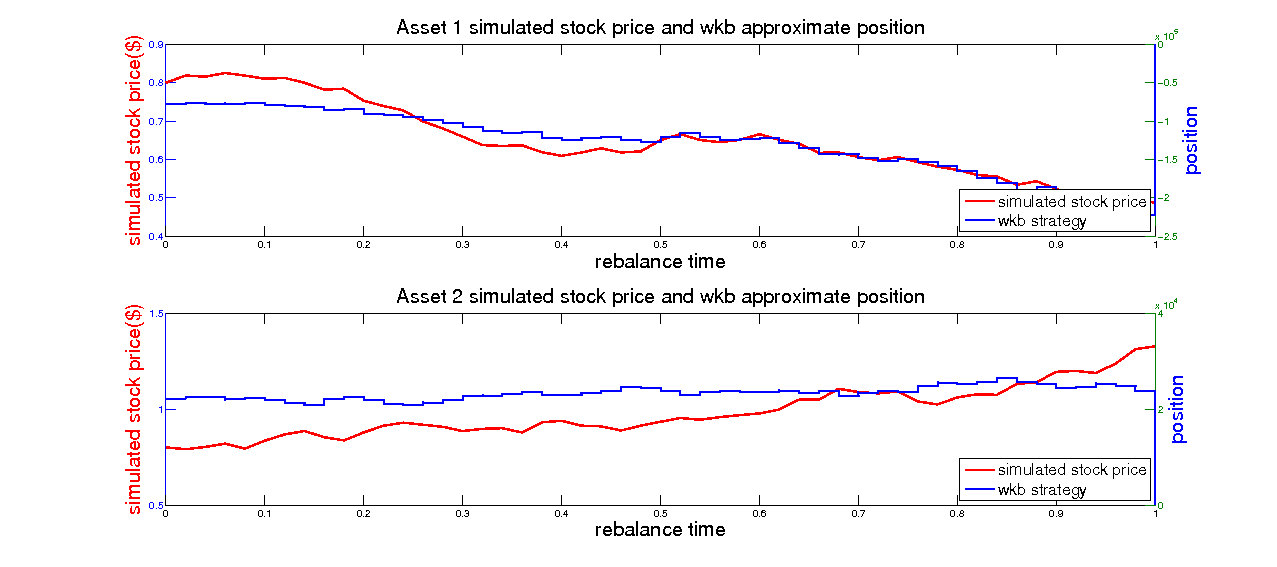 Asset 1 simulated stock price and wkb approximate position
x 10^5
simulated stock price($)
0.9
0.8
0.7
0.6
0.5
0.4
0
-0.5
-1
-1.5
-2
-2.5
position
simulated stock price
wkb strategy
0 0.1 0.2 0.3 0.4 0.5 0.6 0.7 0.8 0.9 1
rebalance time
Asset 2 simulated stock price and wkb approximate position
x 10^4
simulated stock price($)
1.5
1
0.5
4
2
0
position
simulated stock price
wkb strategy
0 0.1 0.2 0.3 0.4 0.5 0.6 0.7 0.8 0.9 1
rebalance time